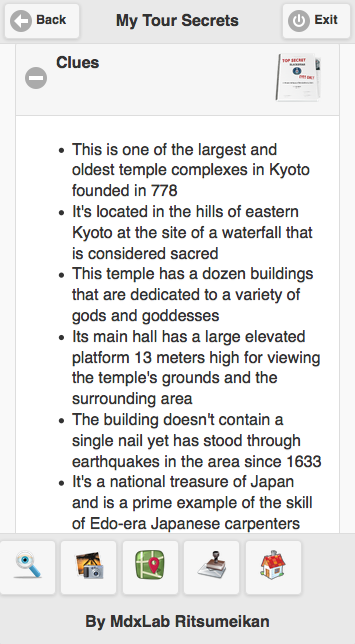 Back
My Tour Secrets
Exit
Clues
TOP SECRET
• This is one of the largest and
oldest temple complexes in Kyoto
founded in 778
• It's located in the hills of eastern
Kyoto at the site of a waterfall that
is considered sacred
• This temple has a dozen buildings
that are dedicated to a variety of
gods and goddesses
• Its main hall has a large elevated
platform 13 meters high for viewing
the temple's grounds and the
surrounding area
• The building doesn't contain a
single nail yet has stood through
earthquakes in the area since 1633
• It's a national treasure of Japan
and is a prime example of the skill
of Edo-era Japanese carpenters
By MdxLab Ritsumeikan